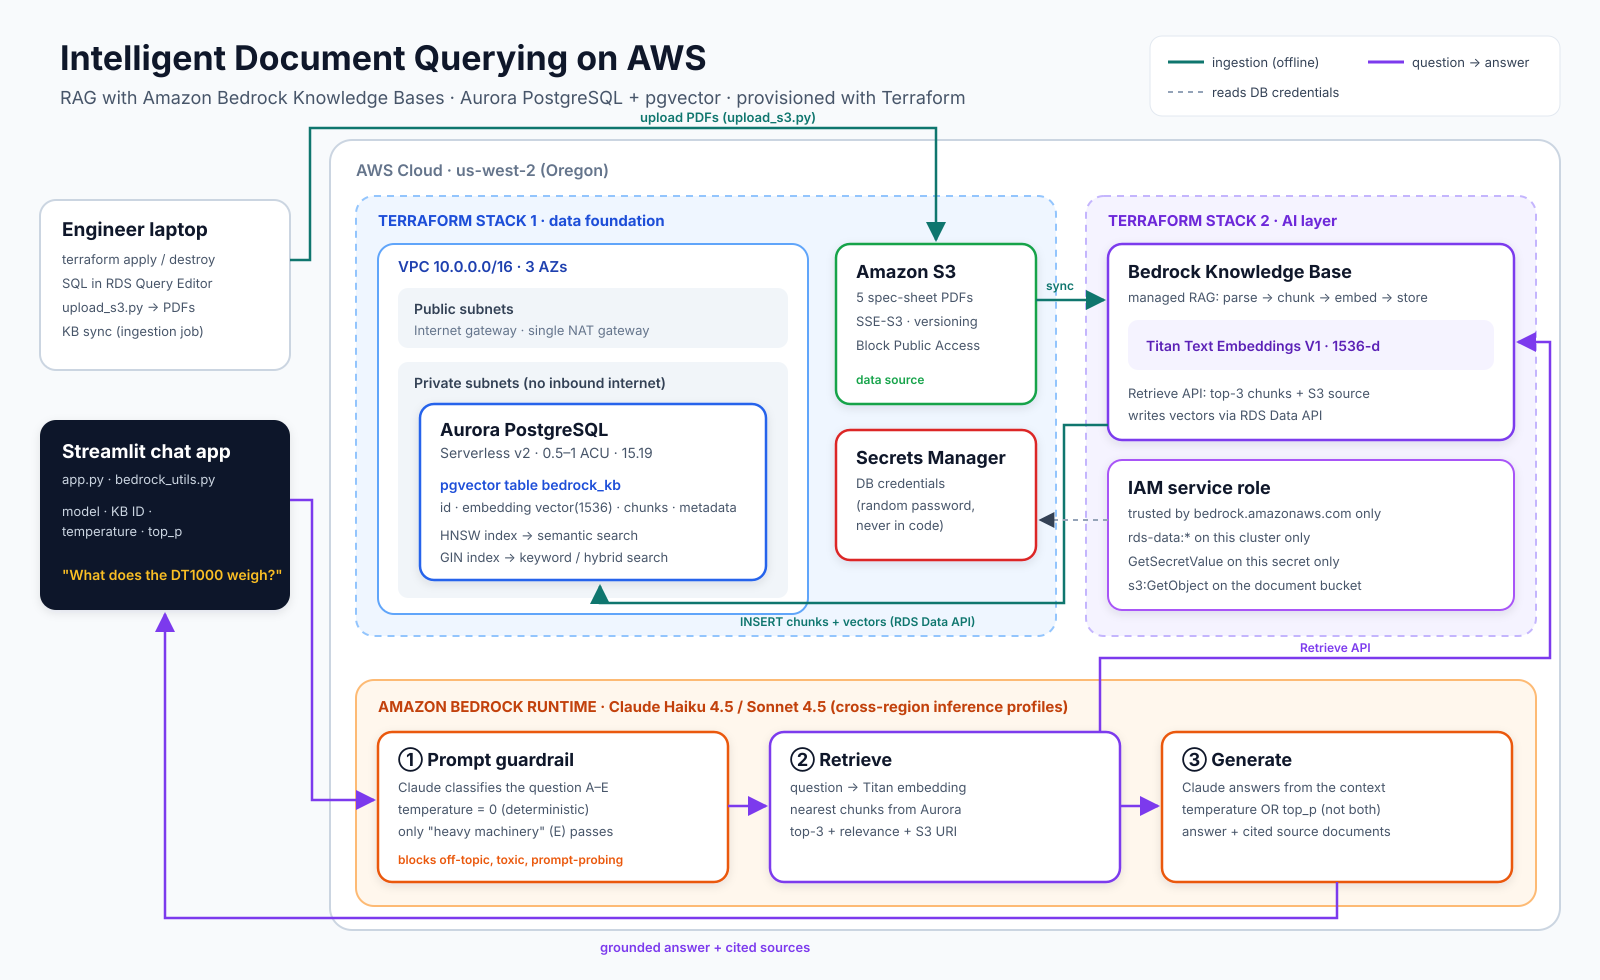 Intelligent Document Querying on AWS
RAG with Amazon Bedrock Knowledge Bases · Aurora PostgreSQL + pgvector · provisioned with Terraform
ingestion (offline)
question → answer
reads DB credentials
upload PDFs (upload_s3.py)
AWS Cloud · us-west-2 (Oregon)
Engineer laptop
terraform apply / destroy
SQL in RDS Query Editor
upload_s3.py → PDFs
KB sync (ingestion job)
Streamlit chat app
app.py · bedrock_utils.py
model · KB ID ·
temperature · top_p
"What does the DT1000 weigh?"
TERRAFORM STACK 1 · data foundation
VPC 10.0.0.0/16 · 3 AZs
Public subnets
Internet gateway · single NAT gateway
Private subnets (no inbound internet)
Aurora PostgreSQL
Serverless v2 · 0.5–1 ACU · 15.19
pgvector table bedrock_kb
id · embedding vector(1536) · chunks · metadata
HNSW index → semantic search
GIN index → keyword / hybrid search
Amazon S3
5 spec-sheet PDFs
SSE-S3 · versioning
Block Public Access
data source
sync
Secrets Manager
DB credentials
(random password,
never in code)
INSERT chunks + vectors (RDS Data API)
TERRAFORM STACK 2 · AI layer
Bedrock Knowledge Base
managed RAG: parse → chunk → embed → store
Titan Text Embeddings V1 · 1536-d
Retrieve API: top-3 chunks + S3 source
writes vectors via RDS Data API
IAM service role
trusted by bedrock.amazonaws.com only
rds-data:* on this cluster only
GetSecretValue on this secret only
s3:GetObject on the document bucket
Retrieve API
AMAZON BEDROCK RUNTIME · Claude Haiku 4.5 / Sonnet 4.5 (cross-region inference profiles)
① Prompt guardrail
Claude classifies the question A–E
temperature = 0 (deterministic)
only "heavy machinery" (E) passes
blocks off-topic, toxic, prompt-probing
② Retrieve
question → Titan embedding
nearest chunks from Aurora
top-3 + relevance + S3 URI
③ Generate
Claude answers from the context
temperature OR top_p (not both)
answer + cited source documents
grounded answer + cited sources